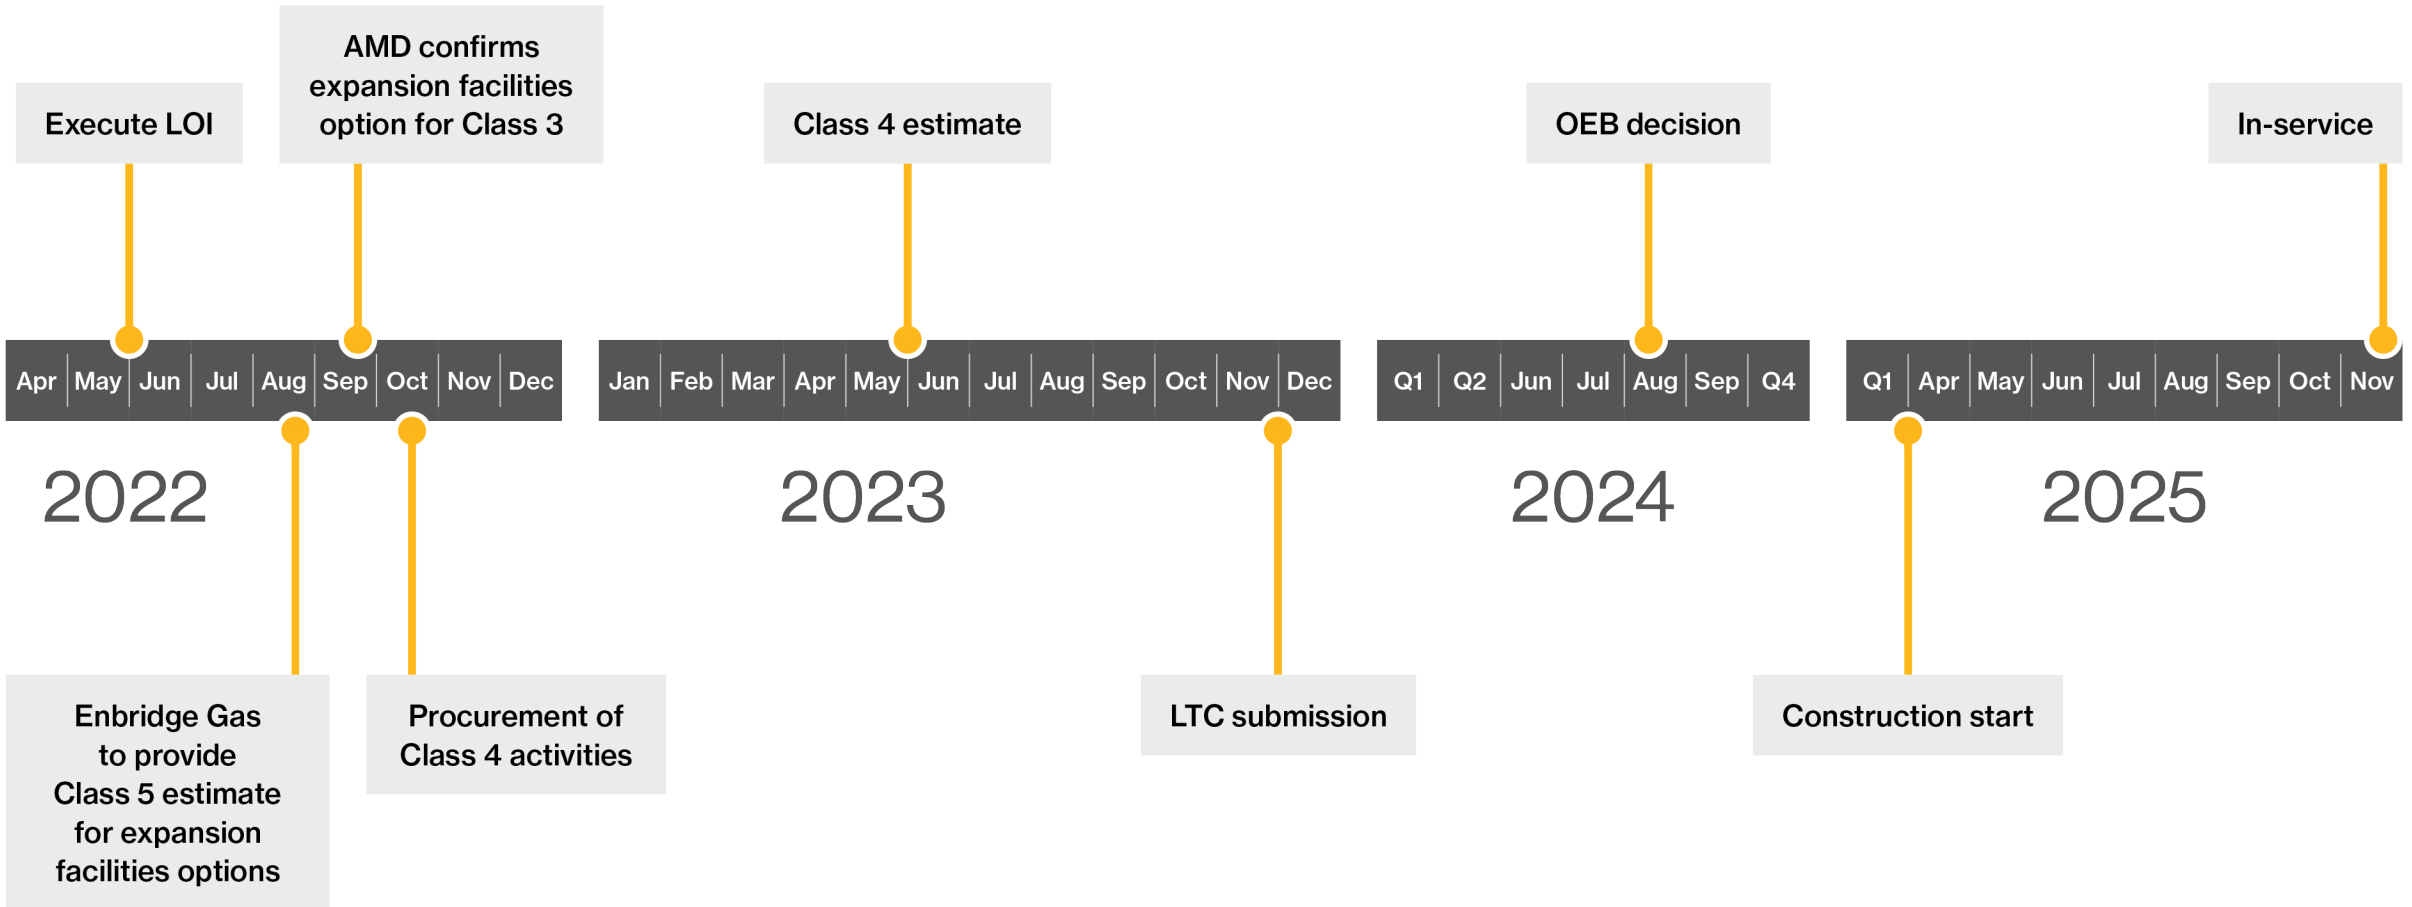 AMD confirms
expansion facilities
option for Class 3
Execute LOI
Class 4 estimate
OEB decision
In-service
Apr May Jun Jul Aug Sep Oct Nov Dec
Jan Feb Mar Apr May Jun Jul Aug Sep Oct Nov Dec
Q1 Q2 Jun Jul Aug Sep Q4
Q1 Apr May Jun Jul Aug Sep Oct Nov
2022
2023
2024
2025
Enbridge Gas
to provide
Class 5 estimate
for expansion
facilities options
Procurement of
Class 4 activities
LTC submission
Construction start